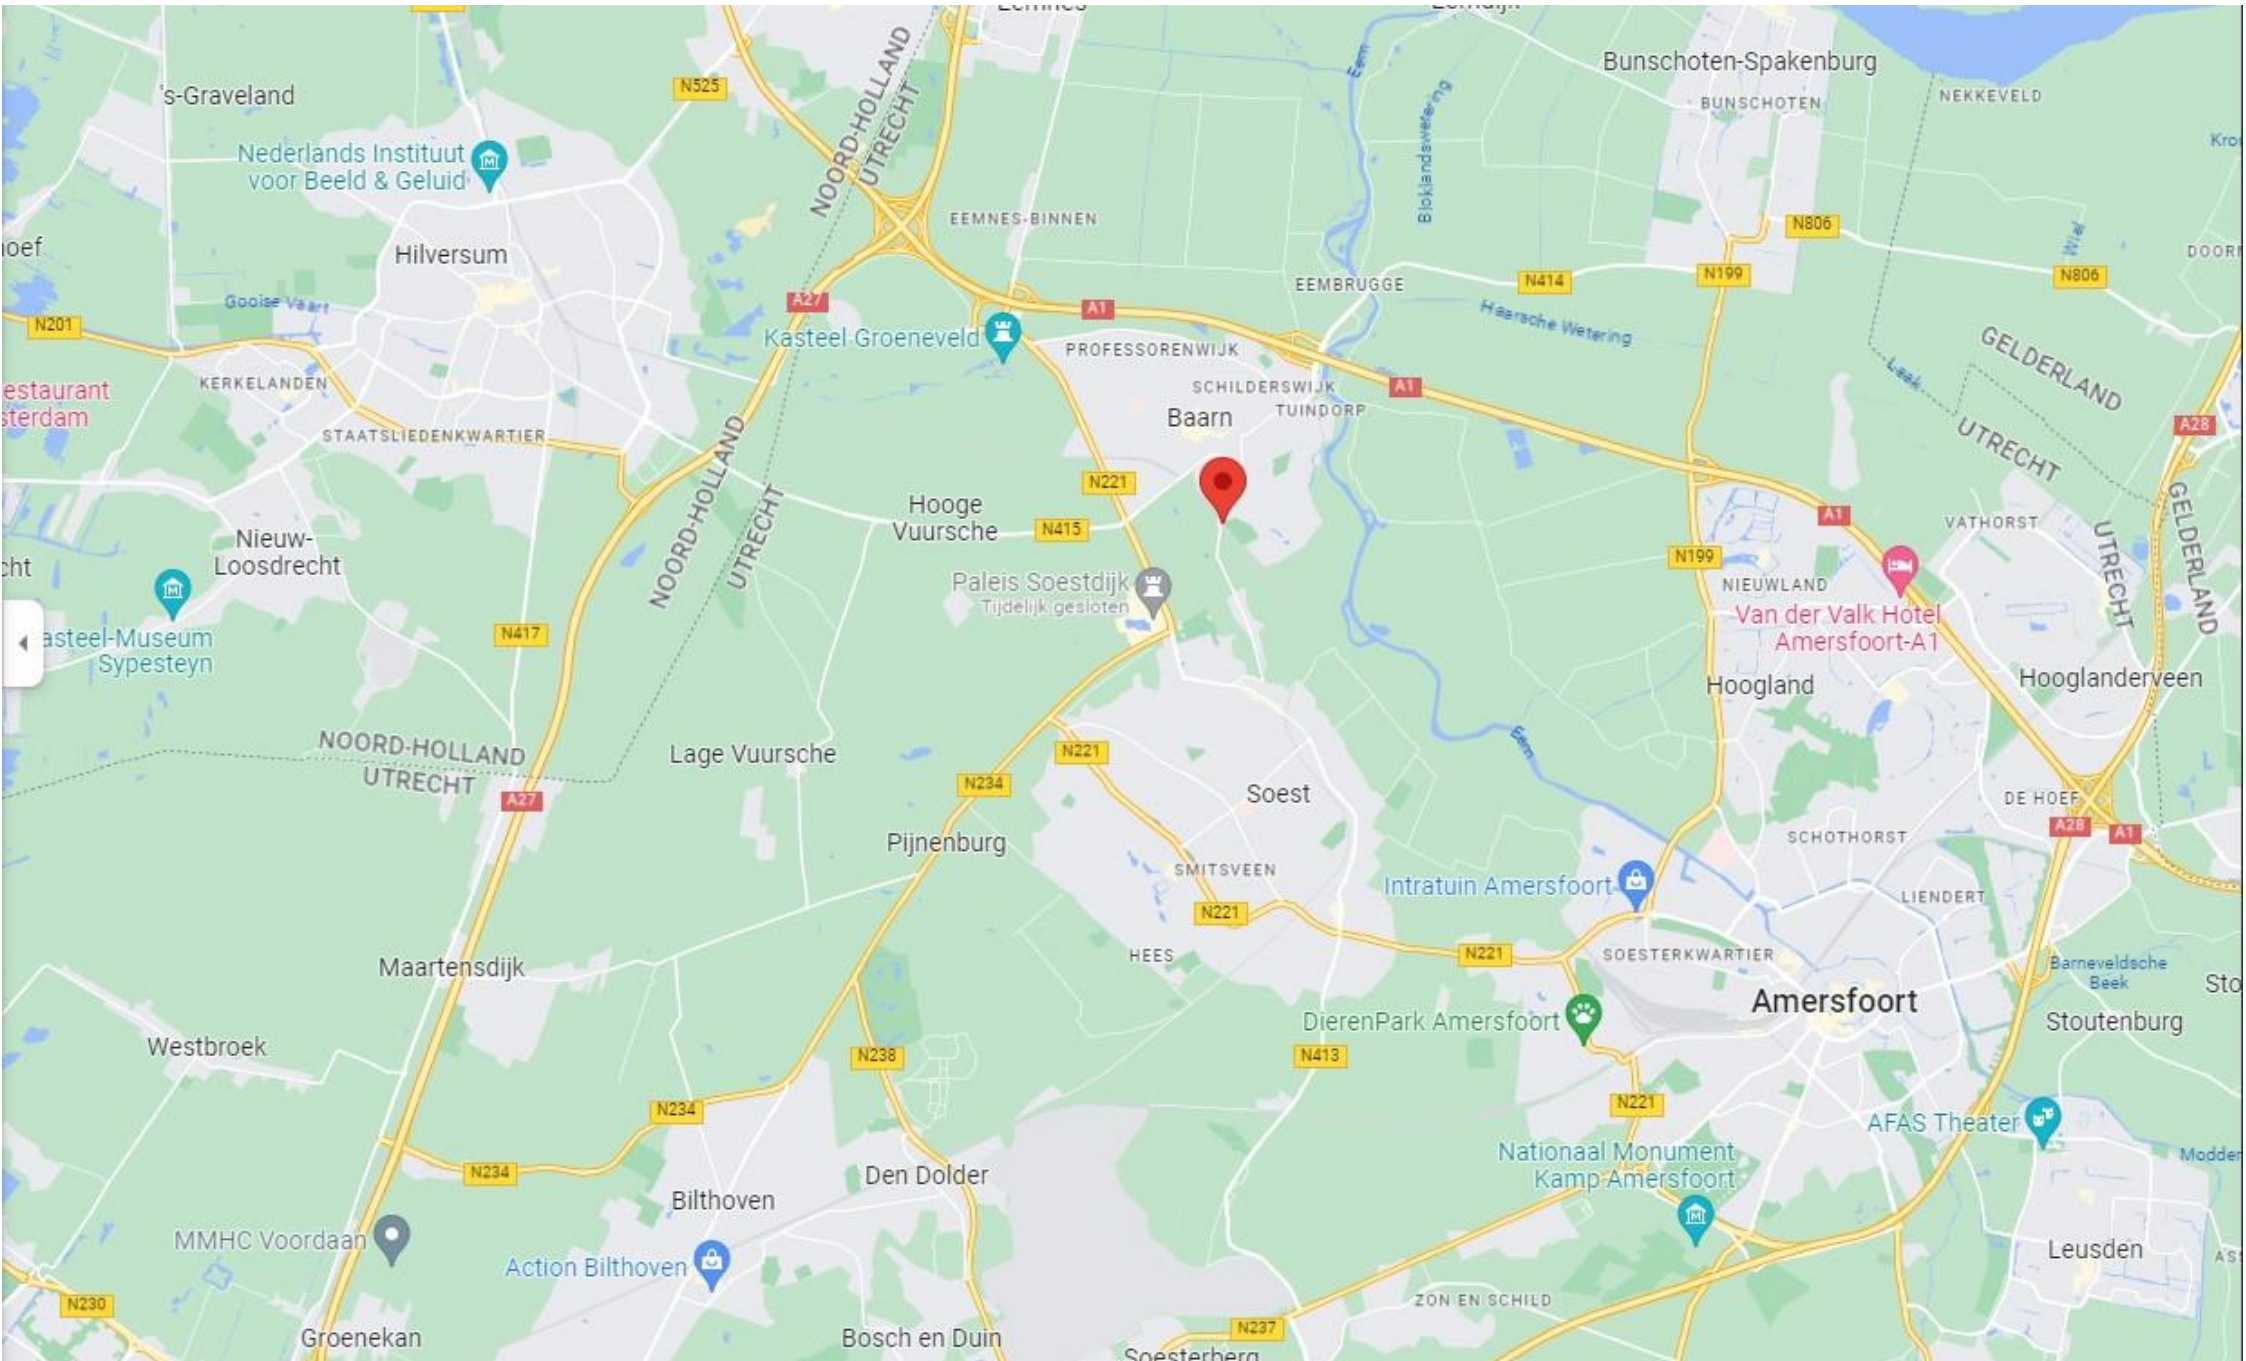 Eemnes
Eemdijk
Bunschoten-Spakenburg
BUNSCHOTEN
NEKKEVELD
's-Graveland
N525
NOORD-HOLLAND
UTRECHT
Eem
Bloklandswetering
Nederlands Instituut
voor Beeld & Geluid
Hilversum
EEMNES-BINNEN
N806
Wiel
N199
N414
N806
EEMBRUGGE
Gooise Vaart
A27
A1
Haarsche Wetering
N201
Kasteel Groeneveld
PROFESSORENWIJK
GELDERLAND
UTRECHT
Laak
KERKELANDEN
SCHILDERSWIJK
A1
TUINDORP
Baarn
A28
STAATSLIEDENKWARTIER
NOORD-HOLLAND
UTRECHT
N221
Hooge
Vuursche
N415
A1
VATHORST
UTRECHT
GELDERLAND
Nieuw-
Loosdrecht
N199
NIEUWLAND
Paleis Soestdijk
Tijdelijk gesloten
Van der Valk Hotel
Amersfoort-A1
N417
asteel-Museum
Sypesteyn
Hoogland
Hooglanderveen
NOORD-HOLLAND
UTRECHT
Lage Vuursche
N221
Eem
N234
Soest
A27
DE HOEF
A28
A1
SCHOTHORST
Pijnenburg
SMITSVEEN
Intratuin Amersfoort
LIENDERT
N221
HEES
N221
SOESTERKWARTIER
Maartensdijk
Barneveldsche
Beek
Amersfoort
DierenPark Amersfoort
Stoutenburg
Westbroek
N238
N413
N234
N221
AFAS Theater
Nationaal Monument
Kamp Amersfoort
N234
Den Dolder
Bilthoven
MMHC Voordaan
Action Bilthoven
Leusden
N230
ZON EN SCHILD
N237
Groenekan
Bosch en Duin
Soesterberg